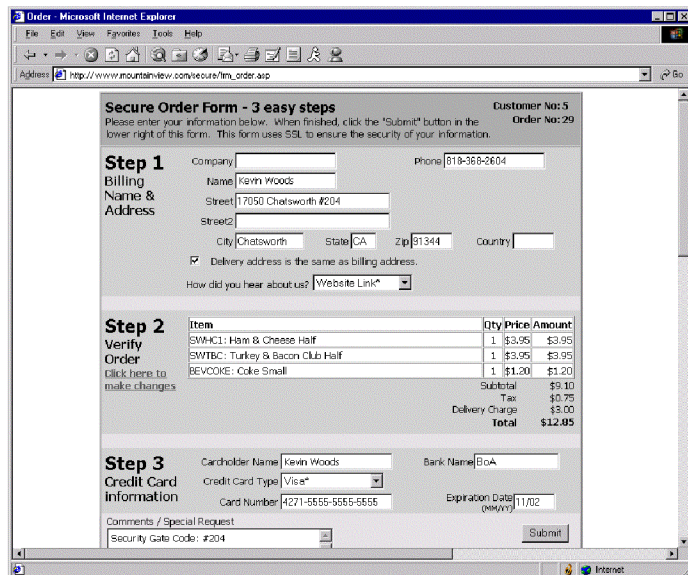 Order - Microsoft Internet Explorer
File Edit View Favorites Tools Help
Address http://www.mountainview.com/secure/frm_order.asp Go
Secure Order Form - 3 easy steps
Customer No: 5
Please enter your information below. When finished, click the "Submit" button in the
Order No: 29
lower right of this form. This form uses SSL to ensure the security of your information.
Step 1
Billing
Name &
Address
Company
Phone 818-368-2604
Name Kevin Woods
Street 17050 Chatsworth #204
Street2
City Chatsworth State CA Zip 91344 Country
Delivery address is the same as billing address.
How did you hear about us? Website Link*
Step 2
Verify
Order
Click here to
make changes
Item Qty Price Amount
SWHC1: Ham & Cheese Half 1 $3.95 $3.95
SWTBC: Turkey & Bacon Club Half 1 $3.95 $3.95
BEVCOKE: Coke Small 1 $1.20 $1.20
Subtotal $9.10
Tax $0.75
Delivery Charge $3.00
Total $12.85
Step 3
Credit Card
information
Cardholder Name Kevin Woods Bank Name BoA
Credit Card Type Visa*
Card Number 4271-5555-5555-5555 Expiration Date 11/02
(MM/YY)
Comments / Special Request
Security Gate Code: #204
Submit
Internet